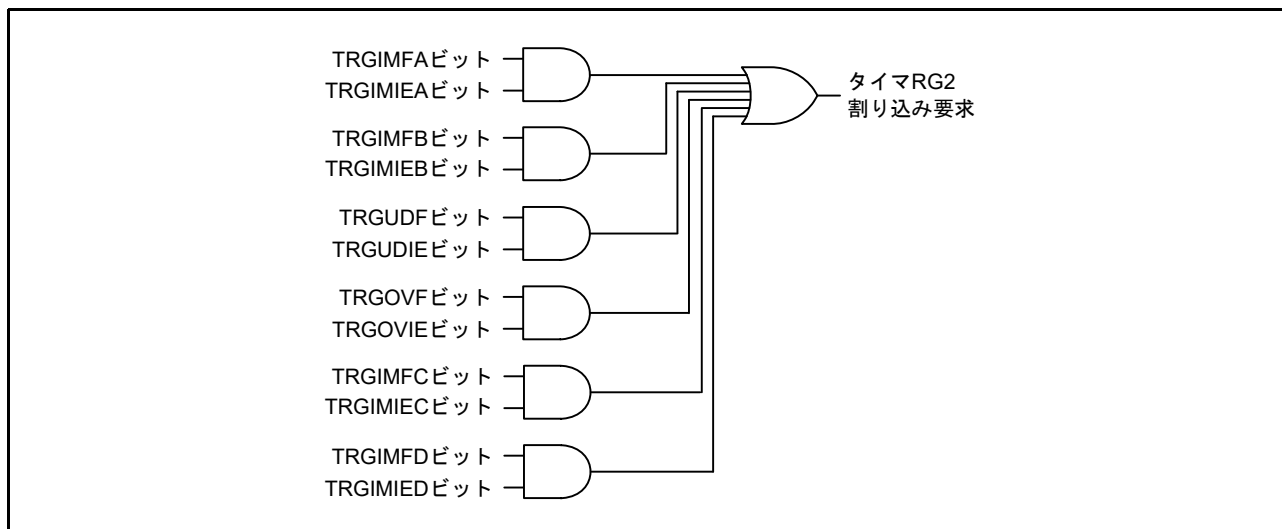 TRGIMFAビット
TRGIMIEAビット
TRGIMFBビット
TRGIMIEBビット
TRGUDFビット
TRGUDIEビット
TRGOVFビット
TRGOVIEビット
TRGIMFCビット
TRGIMIECビット
TRGIMFDビット
TRGIMIEDビット
タイマRG2
割り込み要求